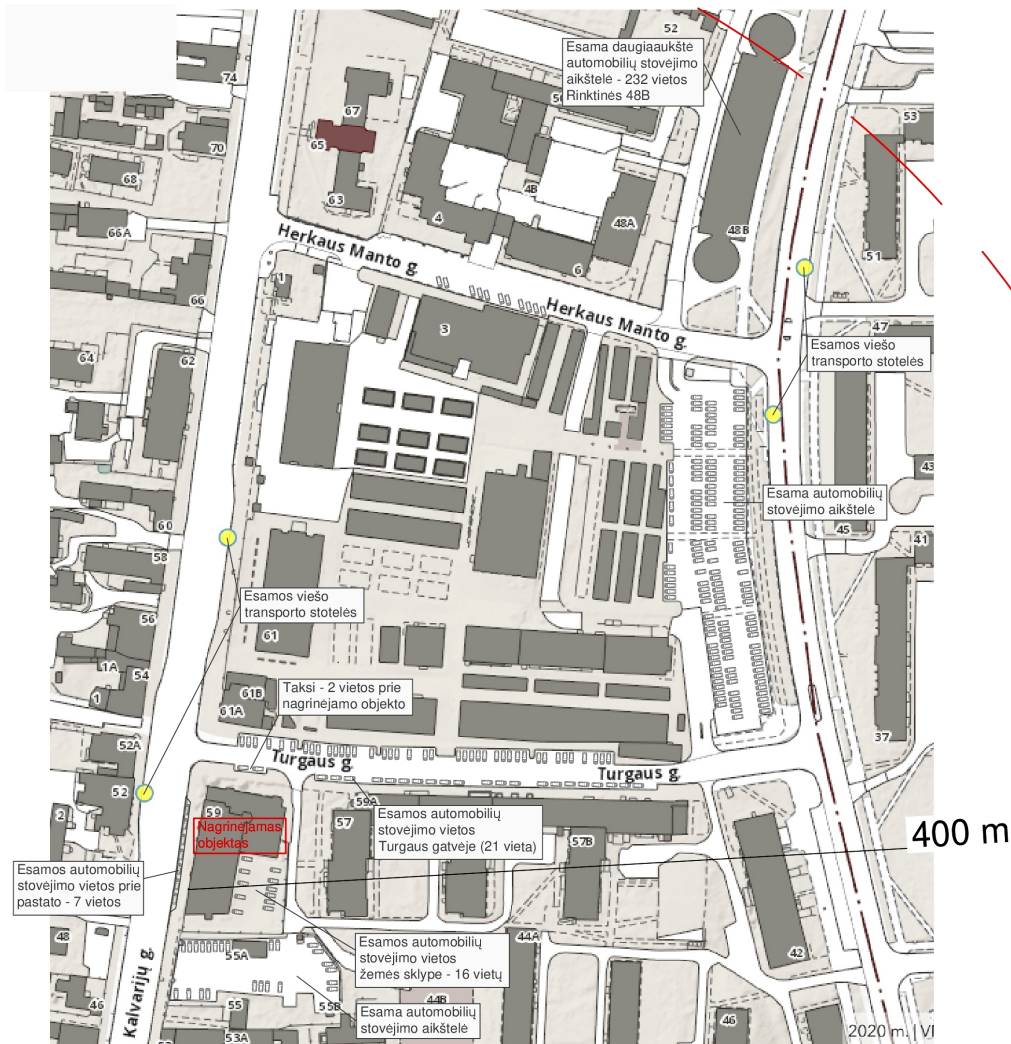 52
Esama daugiaaukštė
automobilių stovėjimo
aikštelė - 232 vietos
Rinktinės 48B
74
67
53
65
70
68
4B
63
4
48A
66A
48B
Herkaus Manto g.
51
6
1
66
Herkaus Manto g.
3
47
Esamos viešo
transporto stotelės
64
62
43
Esama automobilių
stovėjimo aikštelė
60
45
41
58
Esamos viešo
transporto stotelės
56
61
1A
54
1
61B
61A
Taksi - 2 vietos prie
nagrinėjamo objekto
52A
37
Turgaus g.
Turgaus g.
52
2
59
59A
57
Esamos automobilių
stovėjimo vietos
Turgaus gatvėje (21 vieta)
57B
Nagrinėjamas
objektas
400 m
Esamos automobilių
stovėjimo vietos prie
pastato - 7 vietos
48
44A
Esamos automobilių
stovėjimo vietos
žemės sklype - 16 vietų
55A
42
Kalvarijų g.
46
55
55B
44B
Esama automobilių
stovėjimo aikštelė
46
53A
2020 m. |